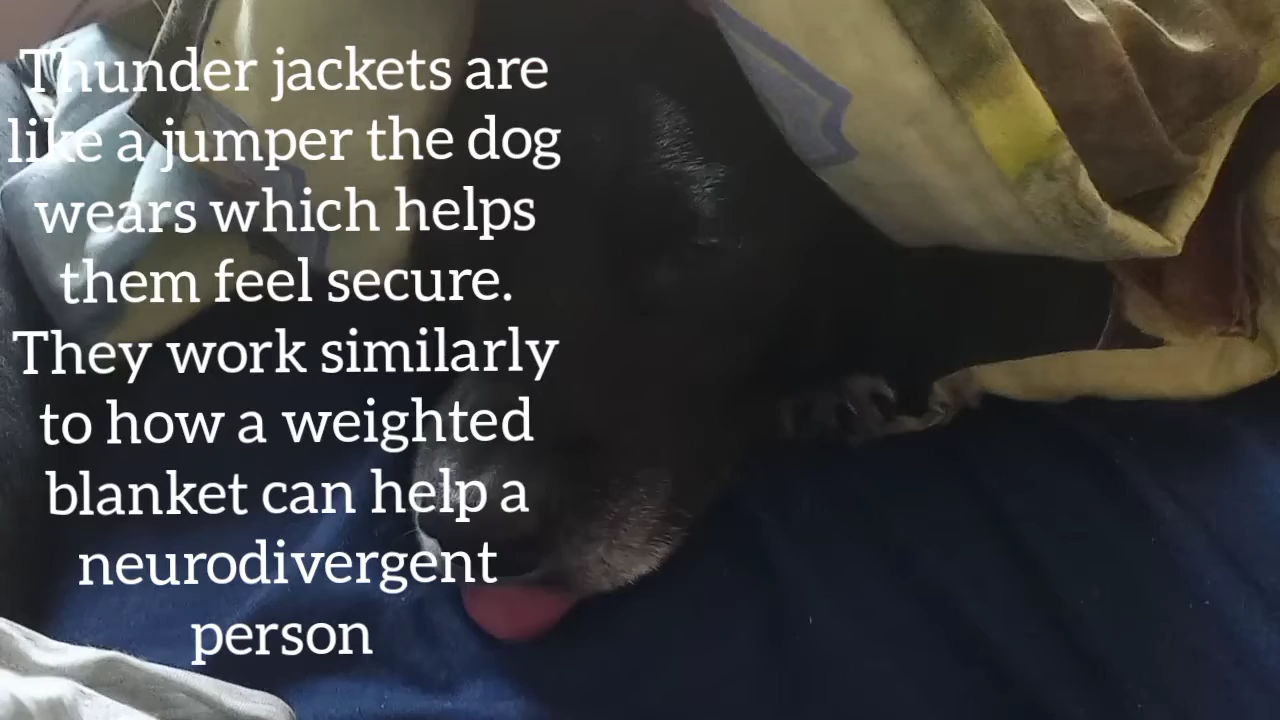 Thunder jackets are
like a jumper the dog
wears which helps
them feel secure.
They work similarly
to how a weighted
blanket can help a
neurodivergent
person